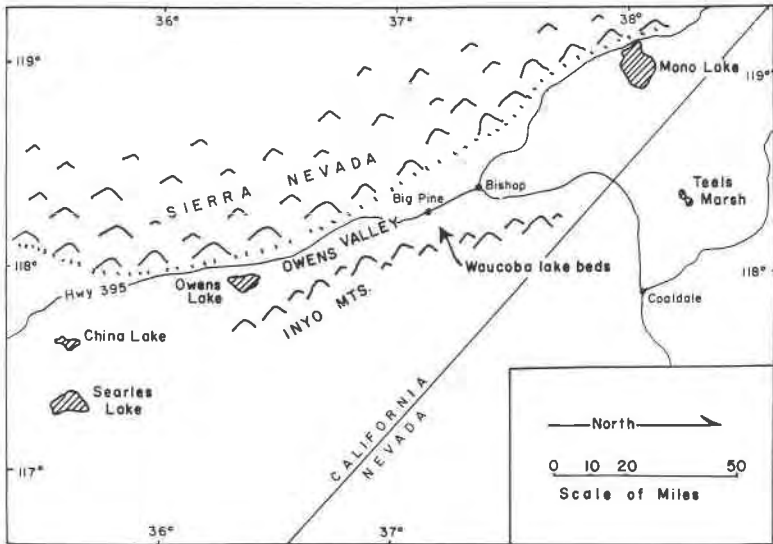 36°
37°
38°
119°
119°
Mono Lake
SIERRA NEVADA
Big Pine
Bishop
Teels
Marsh
118°
118°
OWENS VALLEY
Waucoba lake beds
Hwy 395
Owens
Lake
Coaldale
INYO MTS.
China Lake
Searles
Lake
CALIFORNIA
NEVADA
North
0 10 20 50
Scale of Miles
117°
36°
37°